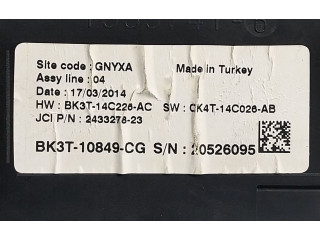 Site code : GNYXA
Made in Turkey
Assy line : 04
Date : 17/03/2014
HW : BK3T-14C226-AC SW : CK4T-14C026-AB
JCI P/N : 2433278-23
BK3T-10849-CG S/N : 20526095